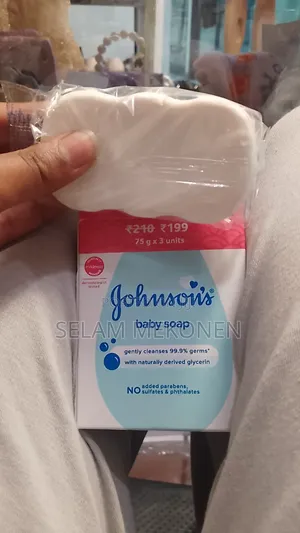 ₹210 ₹199
75 g x 3 units
Johnson's
SELAM MEKONEN
baby soap
gently cleanses 99.9% germs*
with naturally derived glycerin
NO added parabens,
sulfates & phthalates